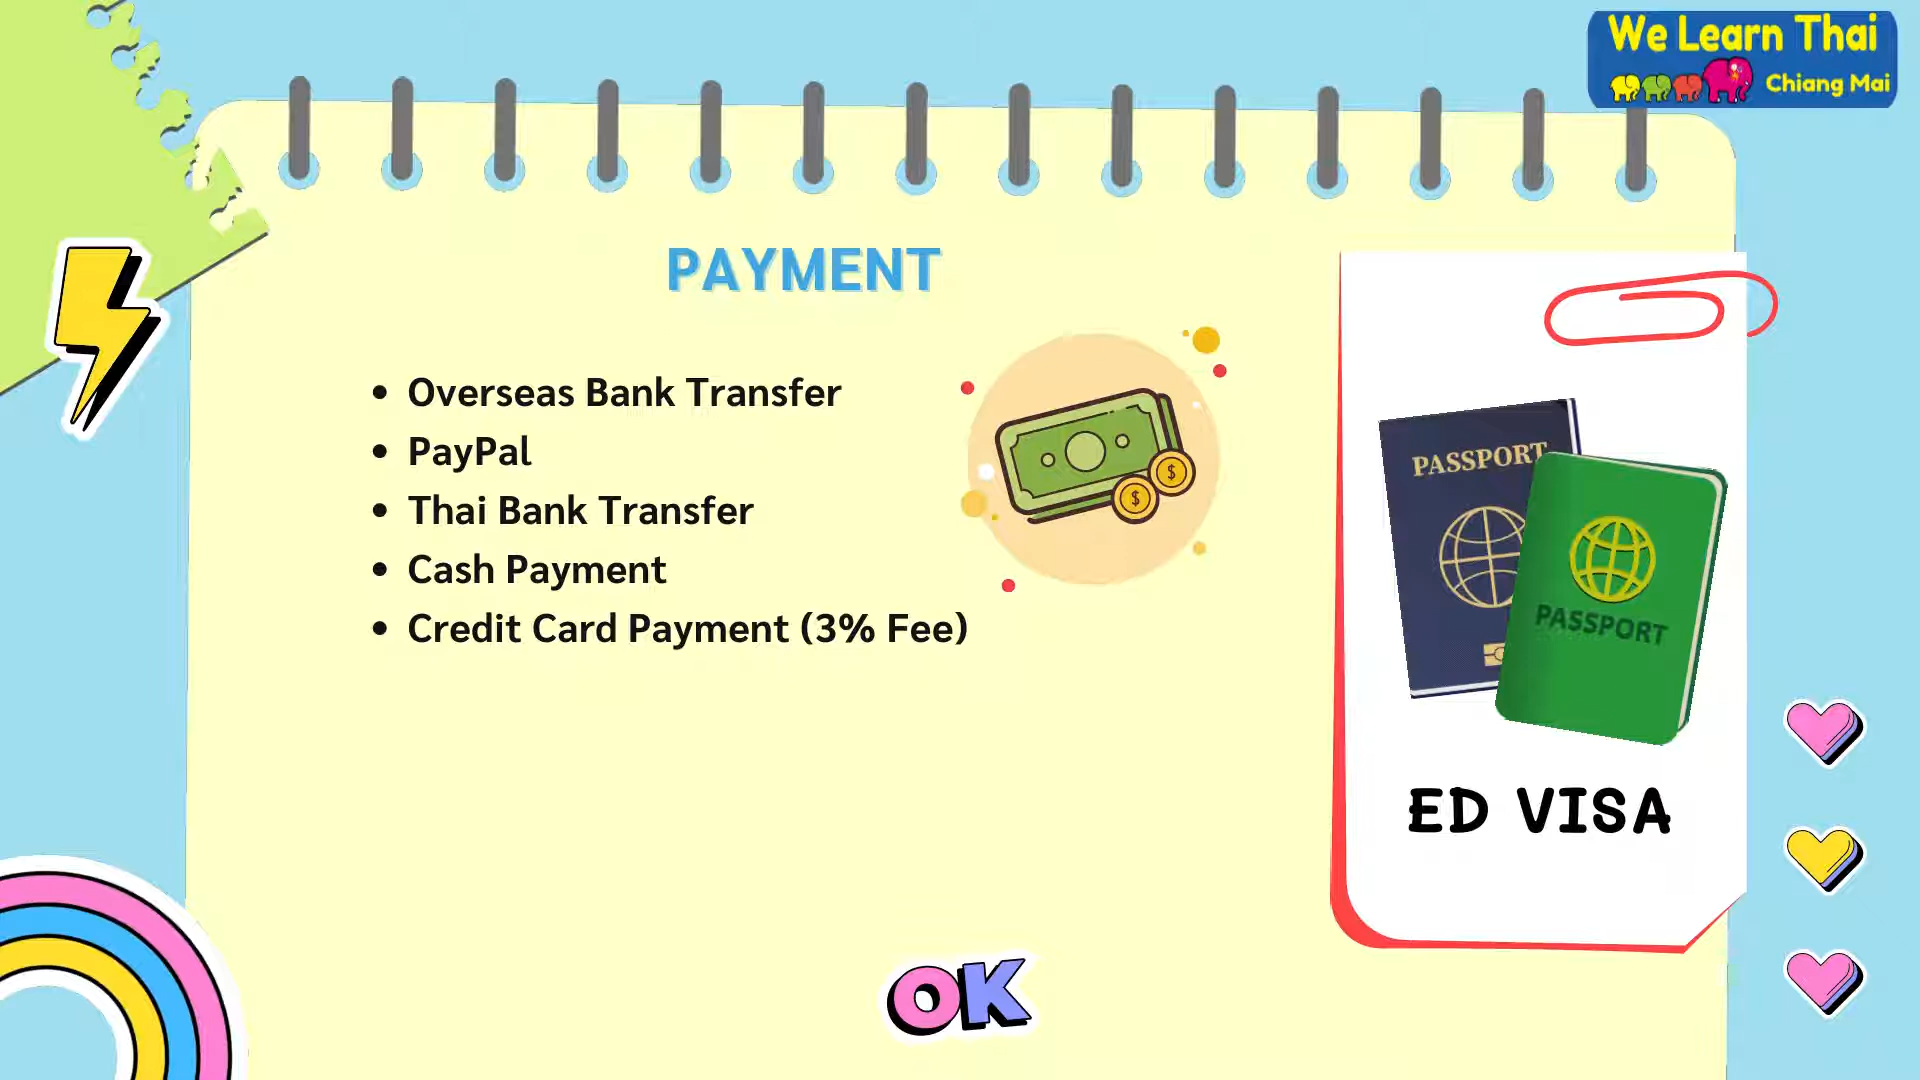 We Learn Thai
Chiang Mai
PAYMENT
• Overseas Bank Transfer
• PayPal
• Thai Bank Transfer
• Cash Payment
• Credit Card Payment (3% Fee)
$
$
PASSPORT
PASSPORT
ED VISA
OK